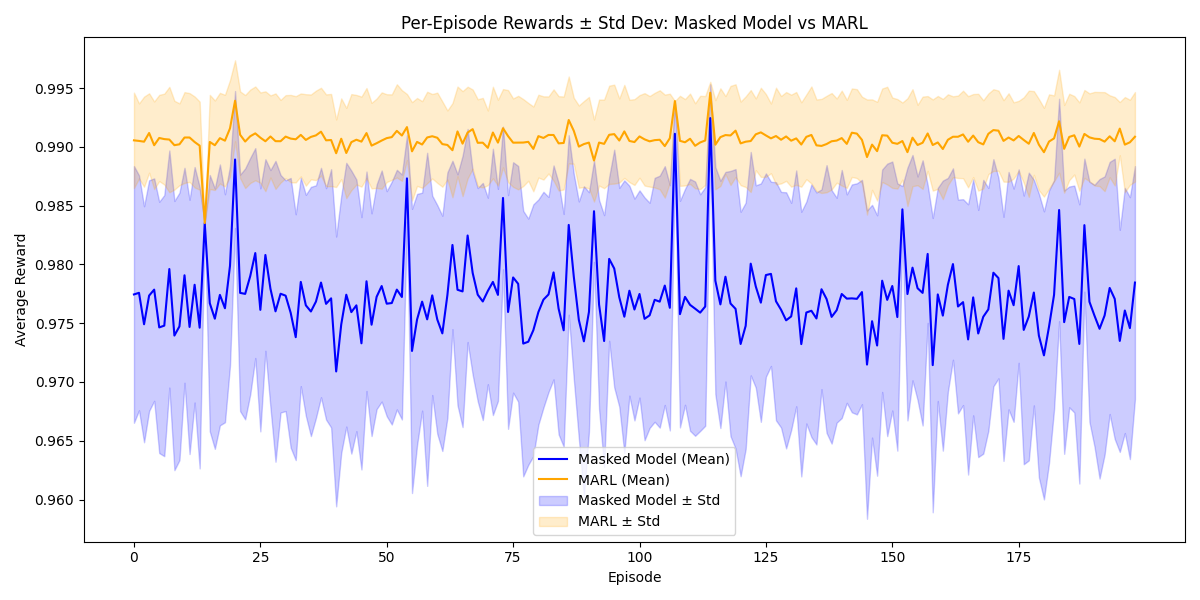 Per-Episode Rewards ± Std Dev: Masked Model vs MARL
Average Reward
0.995
0.990
0.985
0.980
0.975
0.970
0.965
0.960
Masked Model (Mean)
MARL (Mean)
Masked Model ± Std
MARL ± Std
0 25 50 75 100 125 150 175
Episode